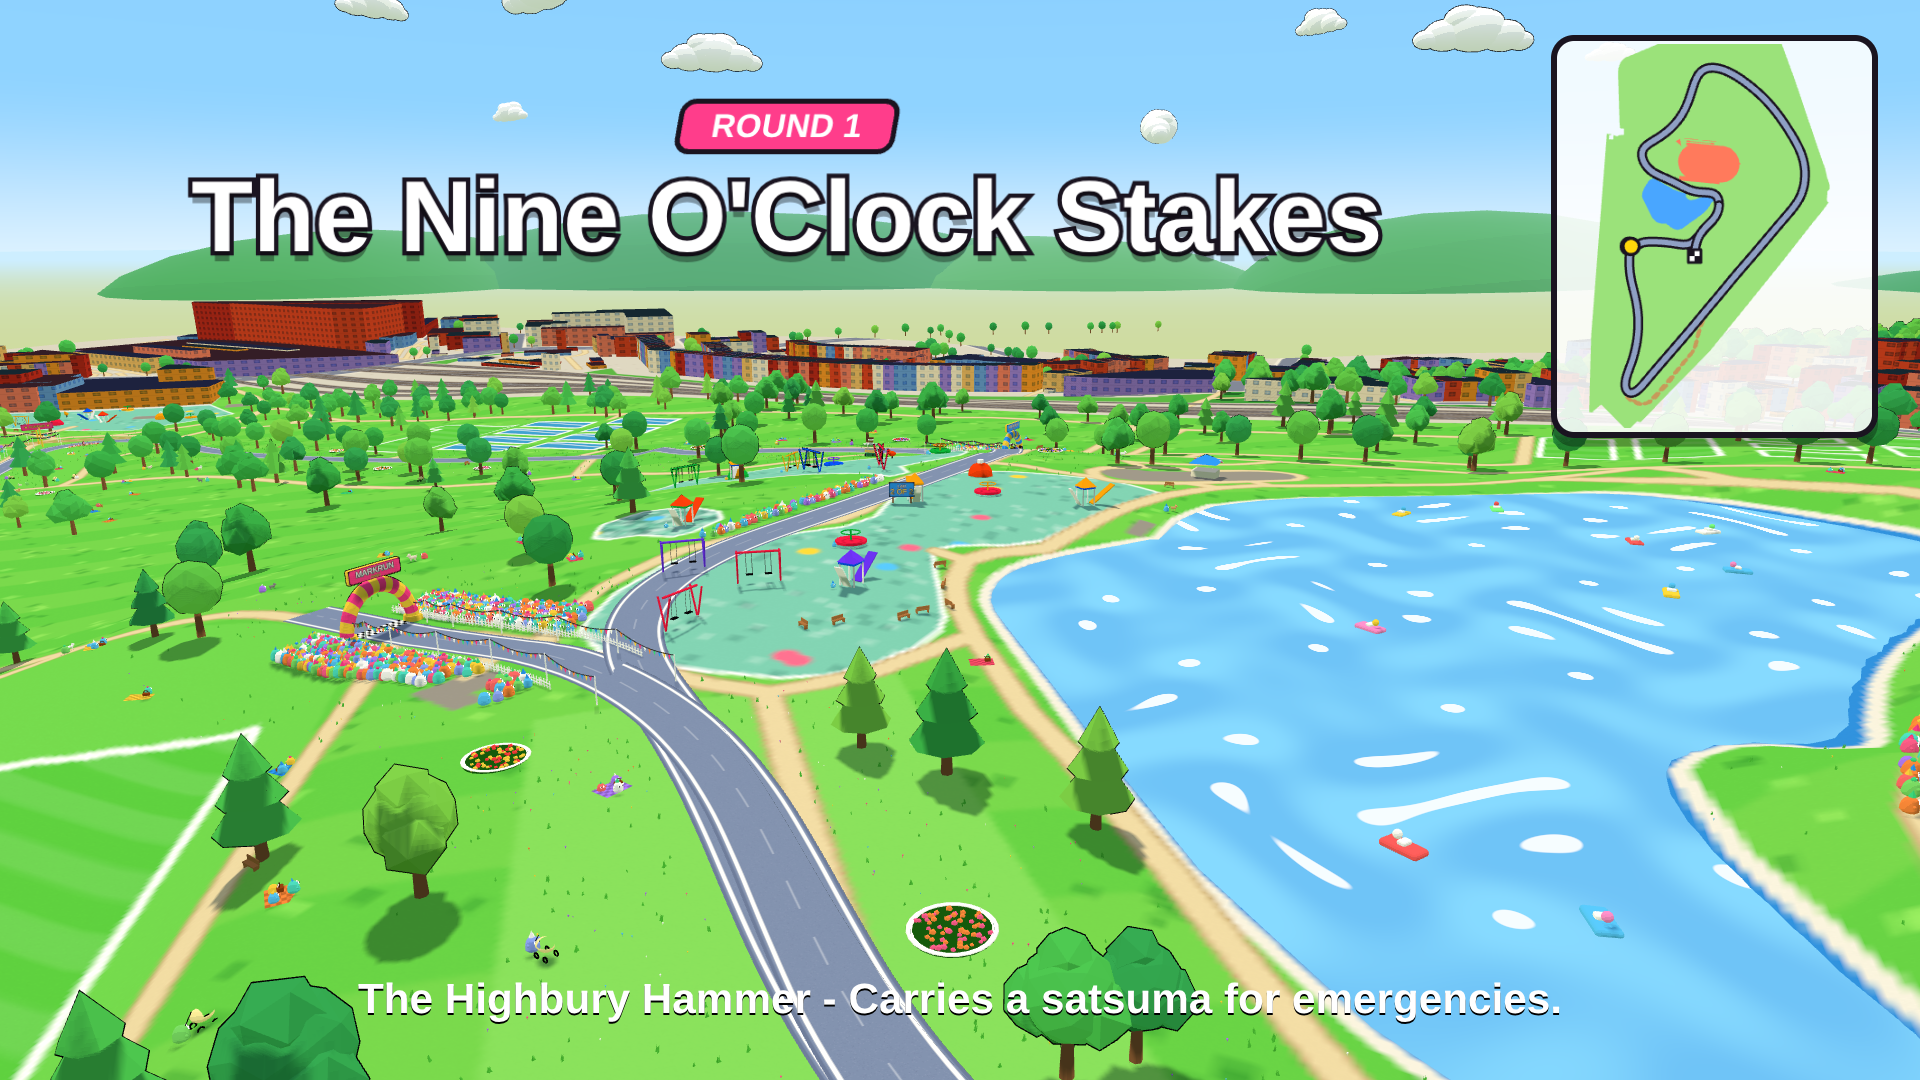 ROUND 1
The Nine O'Clock Stakes
MARKRUN
The Highbury Hammer - Carries a satsuma for emergencies.